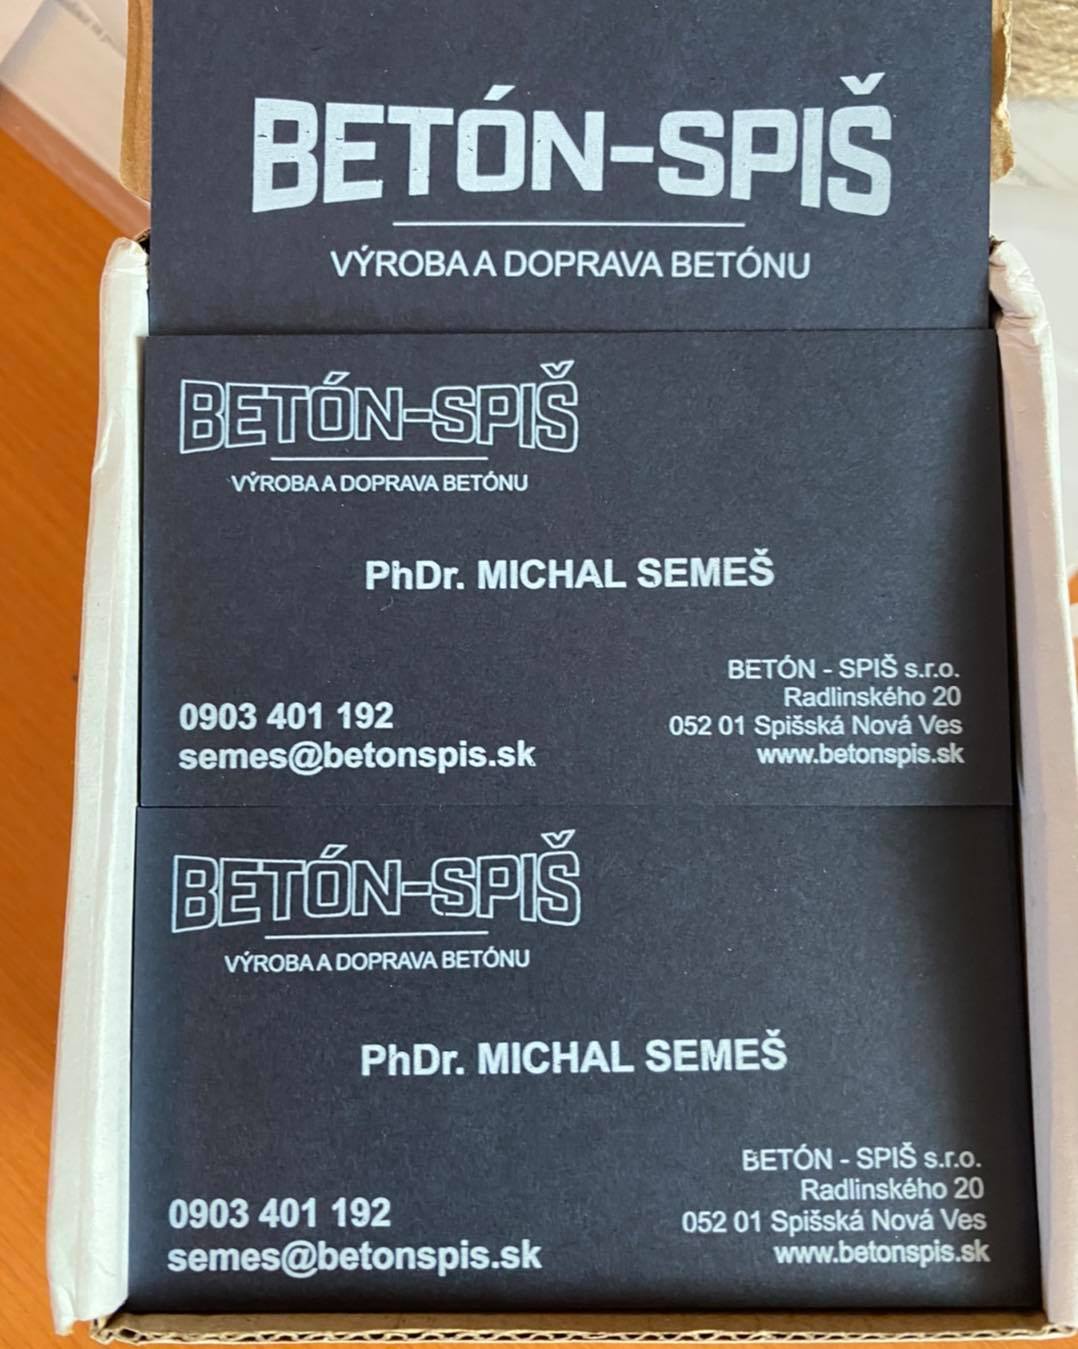 BETÓN-SPIŠ
VÝROBA A DOPRAVA BETÓNU
BETÓN-SPIŠ
VÝROBA A DOPRAVA BETÓNU
PhDr. MICHAL SEMEŠ
0903 401 192
semes@betonspis.sk
BETÓN - SPIŠ s.r.o.
Radlinského 20
052 01 Spišská Nová Ves
www.betonspis.sk
BETÓN-SPIŠ
VÝROBA A DOPRAVA BETÓNU
PhDr. MICHAL SEMEŠ
0903 401 192
semes@betonspis.sk
BETÓN - SPIŠ s.r.o.
Radlinského 20
052 01 Spišská Nová Ves
www.betonspis.sk